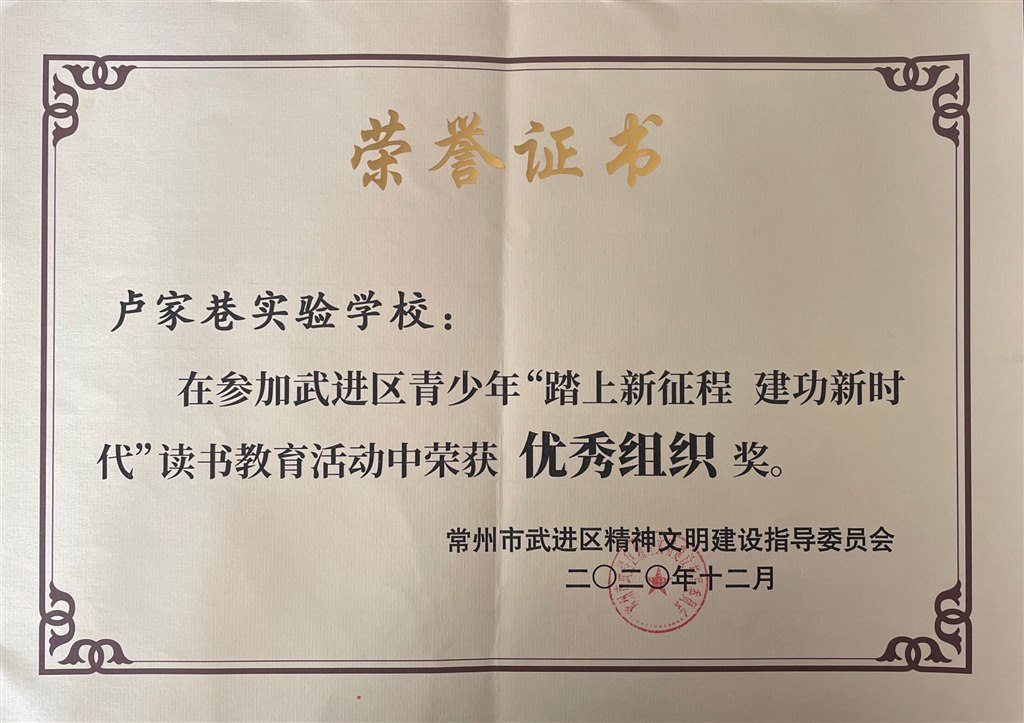 荣誉证书
卢家巷实验学校：
在参加武进区青少年“踏上新征程 建功新时
代”读书教育活动中荣获 优秀组织 奖。
常州市武进区精神文明建设指导委员会
二〇二〇年十二月